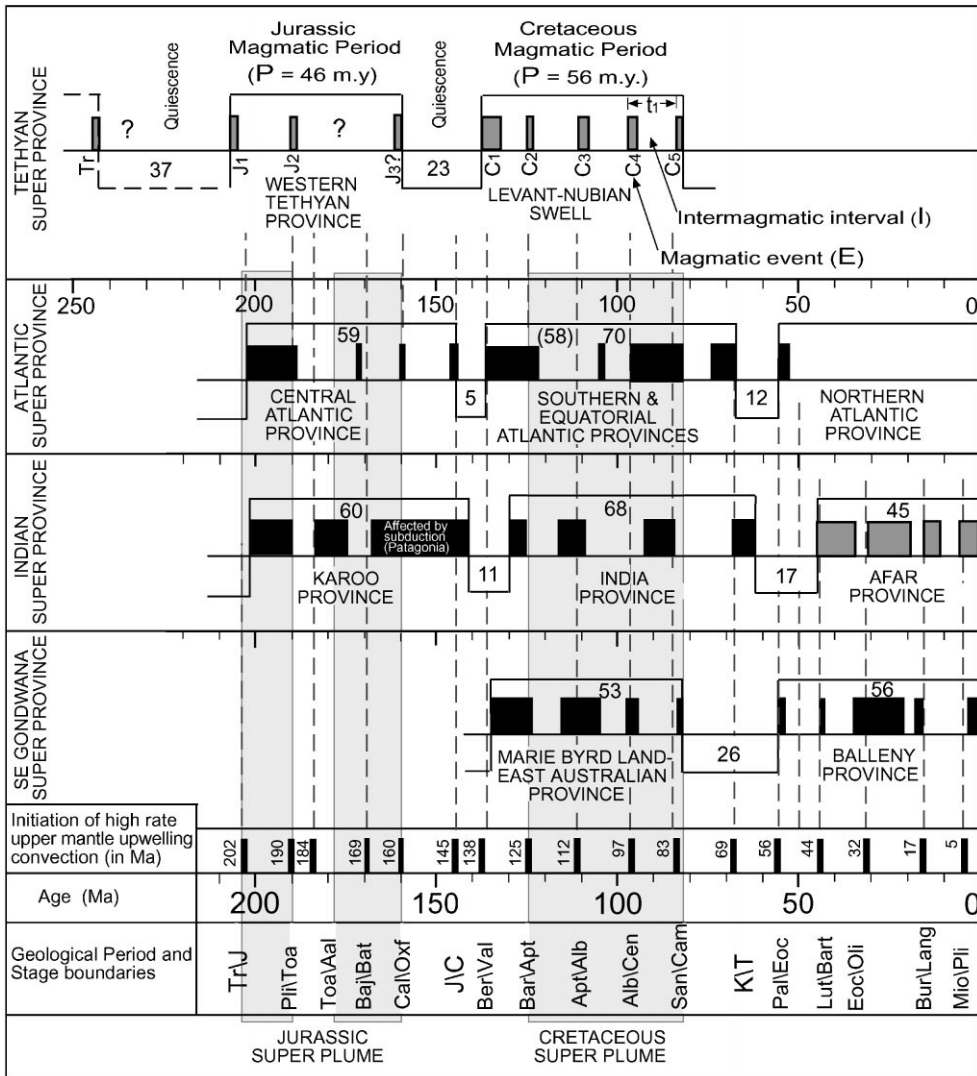 Jurassic
Magmatic Period
(P = 46 m.y)
Cretaceous
Magmatic Period
(P = 56 m.y.)
Quiescence
Quiescence
TETHYAN
SUPER PROVINCE
?
?
t1
Tr
J1
J2
J3?
C1
C2
C3
C4
C5
37
23
WESTERN
TETHYAN
PROVINCE
LEVANT-NUBIAN
SWELL
Intermagmatic interval (I)
Magmatic event (E)
250
200
150
100
50
0
ATLANTIC
SUPER PROVINCE
59
(58)
70
5
12
CENTRAL
ATLANTIC
PROVINCE
SOUTHERN &
EQUATORIAL
ATLANTIC PROVINCES
NORTHERN
ATLANTIC
PROVINCE
INDIAN
SUPER PROVINCE
60
68
45
Affected by
subduction
(Patagonia)
11
17
KAROO
PROVINCE
INDIA
PROVINCE
AFAR
PROVINCE
SE GONDWANA
SUPER PROVINCE
53
56
26
MARIE BYRD LAND-
EAST AUSTRALIAN
PROVINCE
BALLENY
PROVINCE
Initiation of high rate
upper mantle upwelling
convection (in Ma)
202
190
184
169
160
145
138
125
112
97
83
69
56
44
32
17
5
Age (Ma)
200
150
100
50
0
Geological Period and
Stage boundaries
Tr\J
Pli\Toa
Toa\Aal
Baj\Bat
Cal\Oxf
J\C
Ber\Val
Bar\Apt
Apt\Alb
Alb\Cen
San\Cam
K\T
Pal\Eoc
Lut\Bart
Eoc\Oli
Bur\Lang
Mio\Pli
JURASSIC
SUPER PLUME
CRETACEOUS
SUPER PLUME